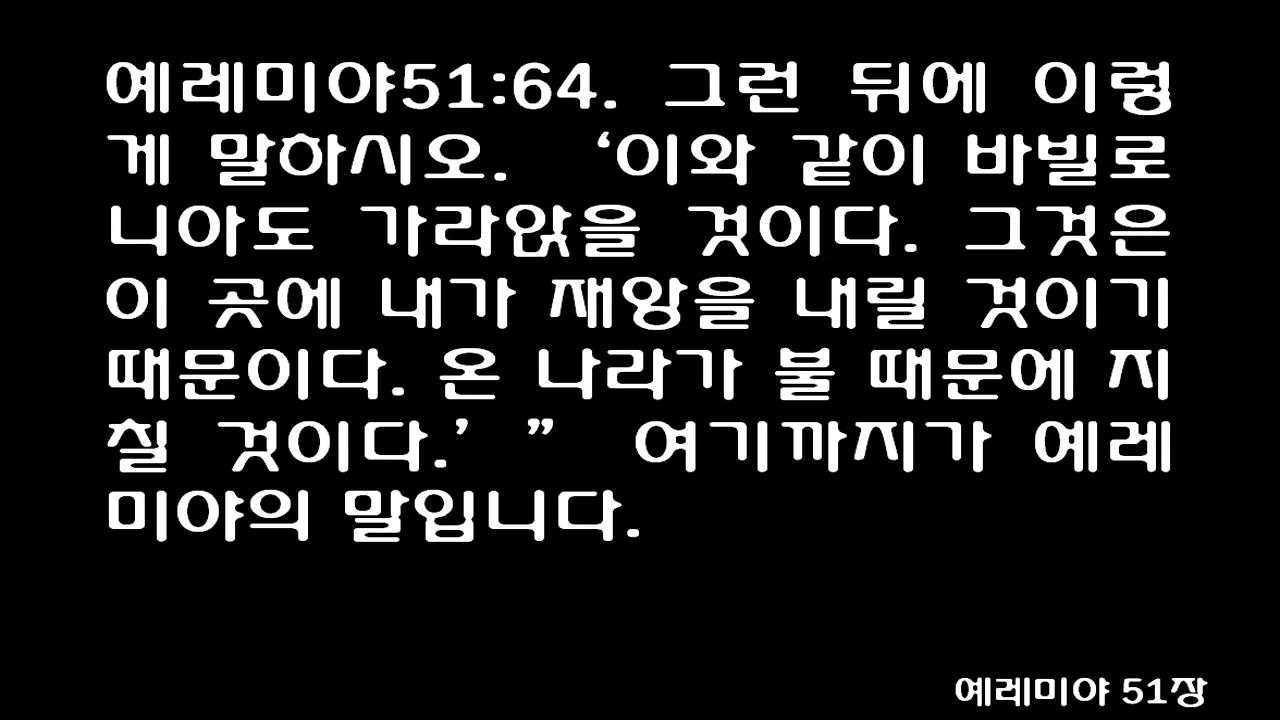 예레미야51:64. 그런 뒤에 이렇
게 말하시오. ‘이와 같이 바빌로
니아도 가라앉을 것이다. 그것은
이 곳에 내가 재앙을 내릴 것이기
때문이다. 온 나라가 불 때문에 지
칠 것이다.’ ” 여기까지가 예레
미야의 말입니다.
예레미야 51장